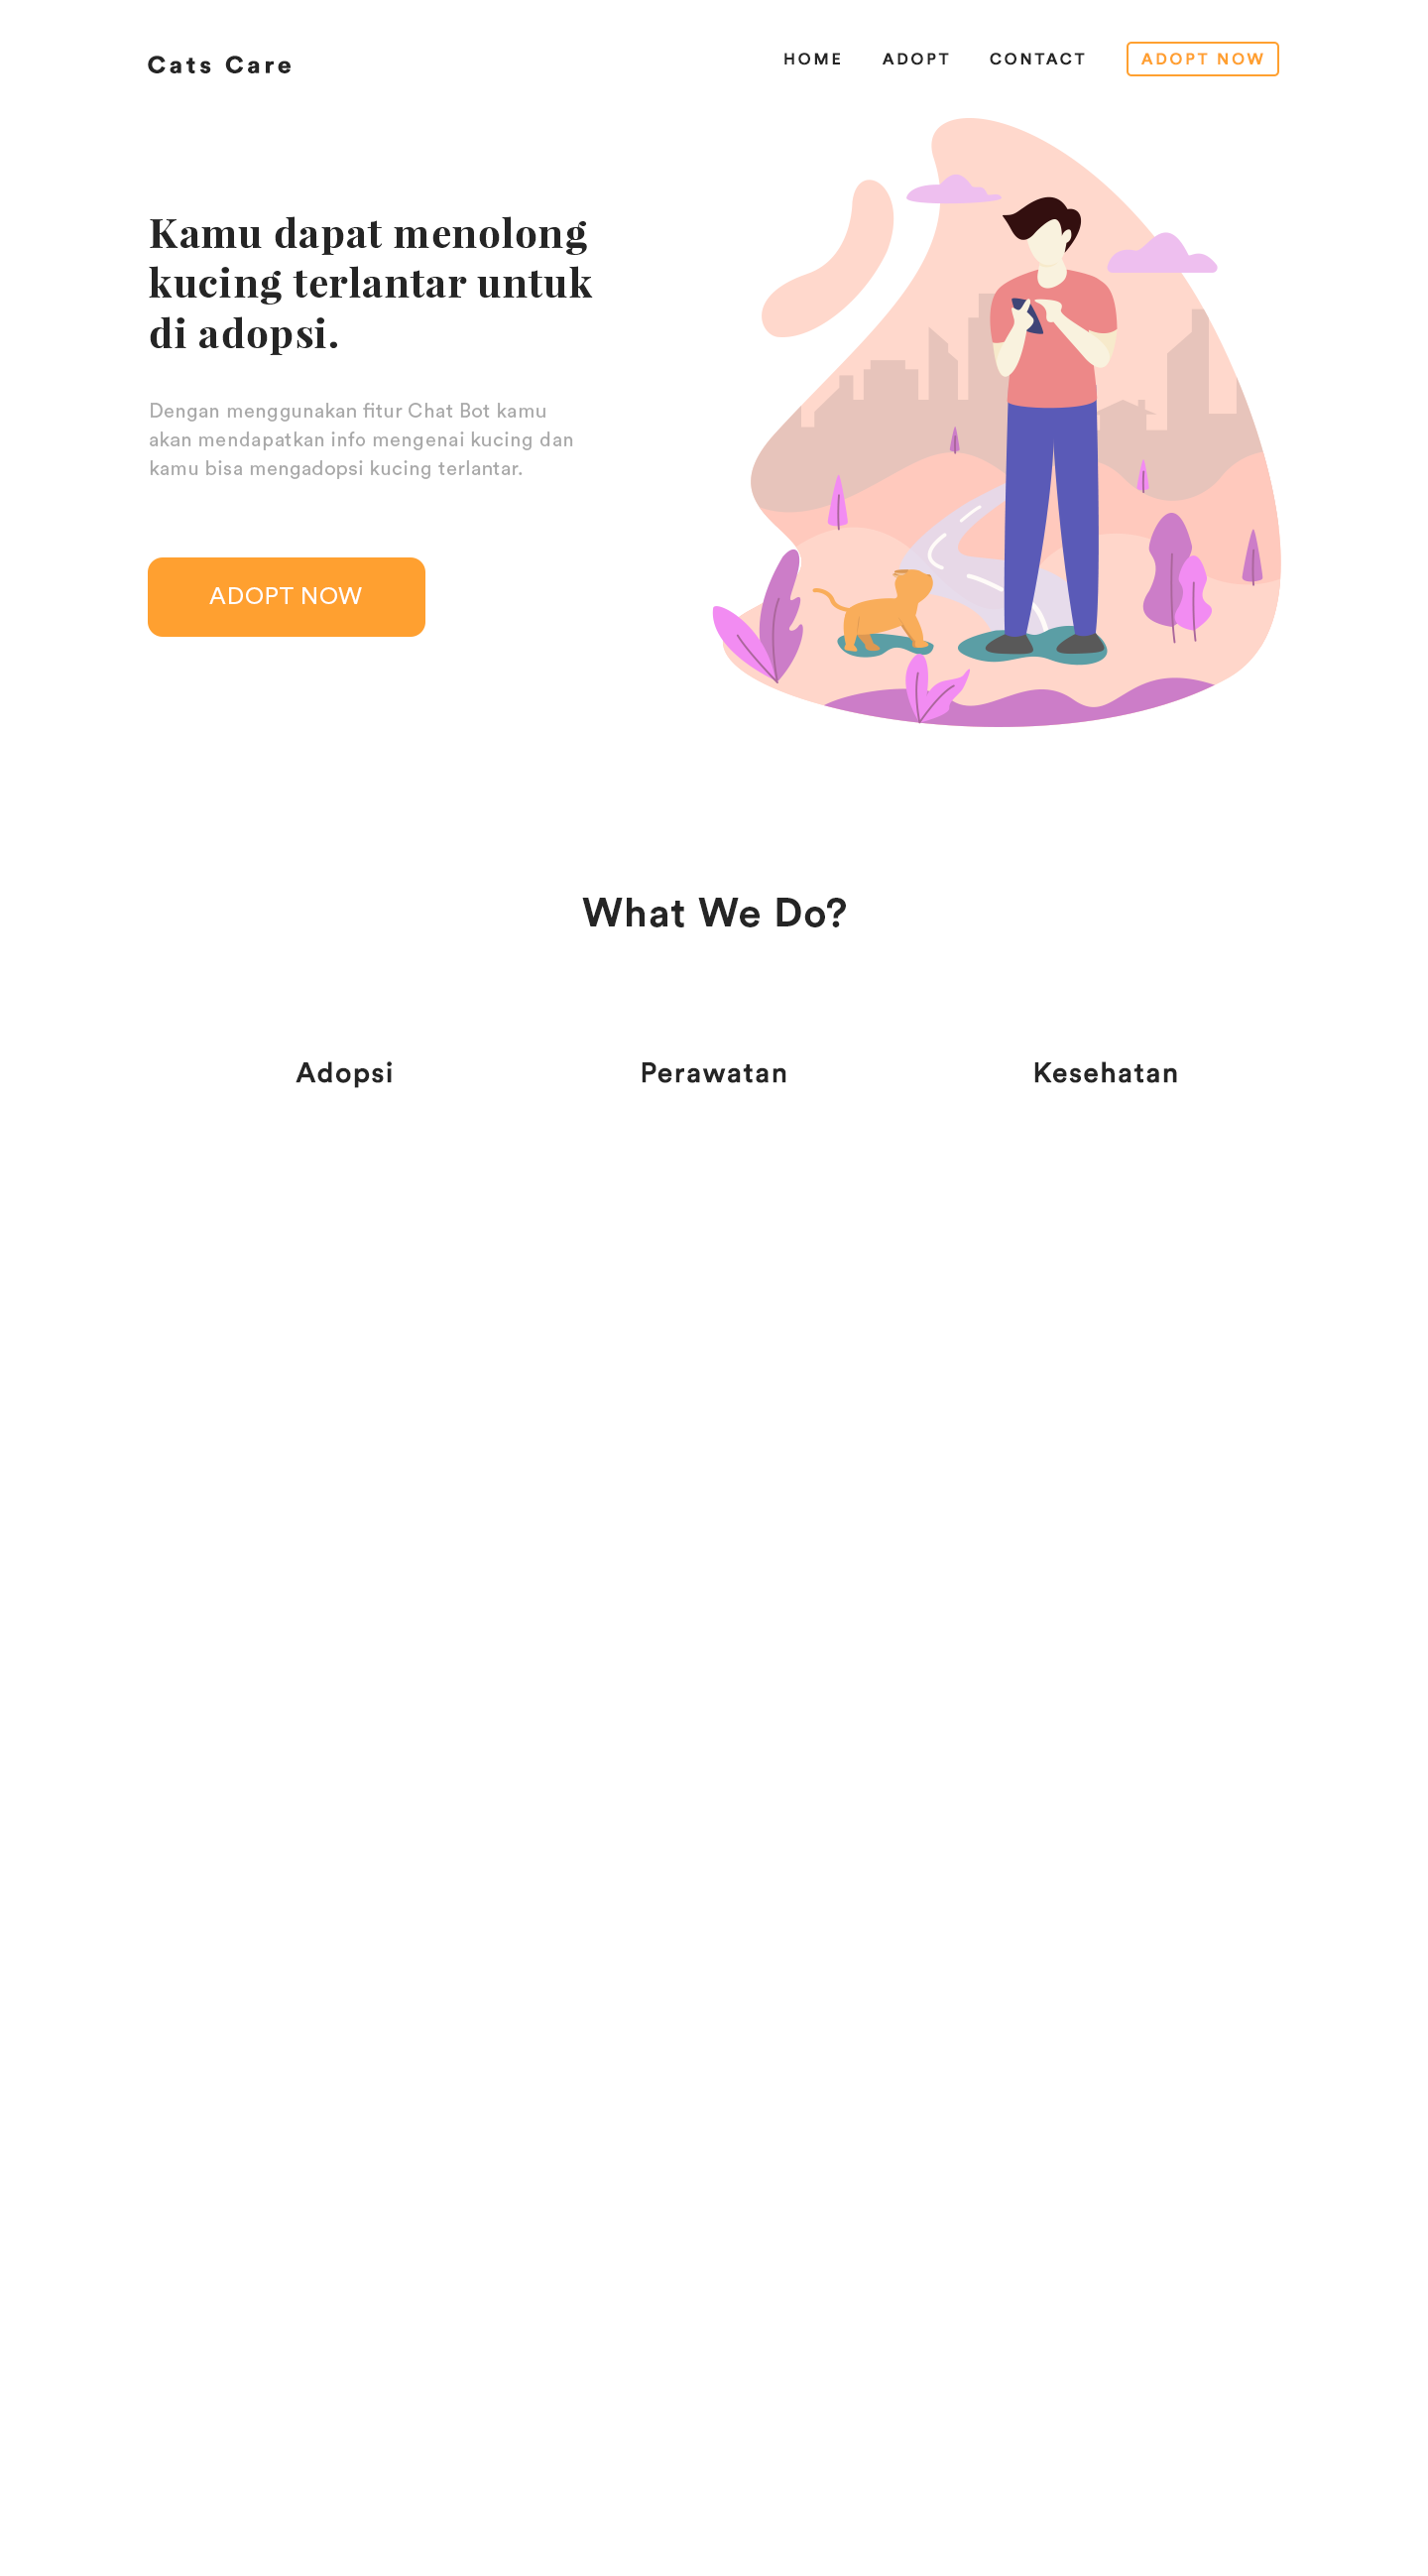 Cats Care
HOME ADOPT CONTACT ADOPT NOW
Kamu dapat menolong
kucing terlantar untuk
di adopsi.
Dengan menggunakan fitur Chat Bot kamu
akan mendapatkan info mengenai kucing dan
kamu bisa mengadopsi kucing terlantar.
ADOPT NOW
What We Do?
Adopsi Perawatan Kesehatan